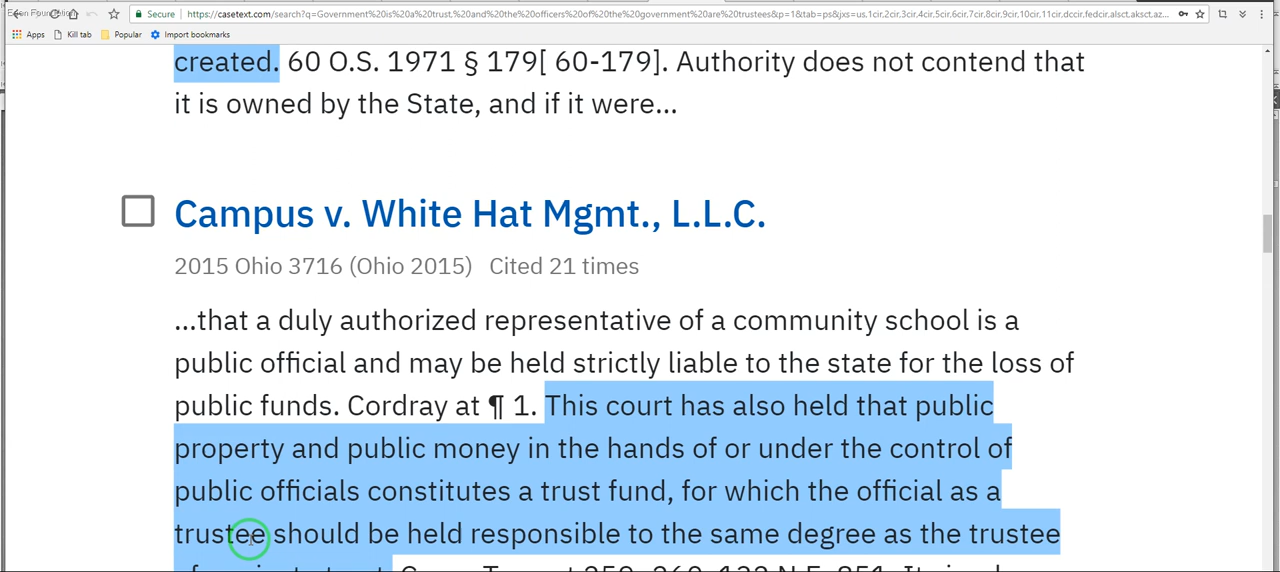 Secure https://casetext.com/search?q=Government%20is%20a%20trust,%20and%20the%20officers%20of%20the%20government%20are%20trustees&p=1&tab=ps&jxs=us,1cir,2cir,3cir,4cir,5cir,6cir,7cir,8cir,9cir,10cir,11cir,dccir,fedcir,alsct,aksct,az...
Apps Kill tab Popular Import bookmarks
created. 60 O.S. 1971 § 179[ 60-179]. Authority does not contend that
it is owned by the State, and if it were...
Campus v. White Hat Mgmt., L.L.C.
2015 Ohio 3716 (Ohio 2015) Cited 21 times
...that a duly authorized representative of a community school is a
public official and may be held strictly liable to the state for the loss of
public funds. Cordray at ¶ 1. This court has also held that public
property and public money in the hands of or under the control of
public officials constitutes a trust fund, for which the official as a
trustee should be held responsible to the same degree as the trustee